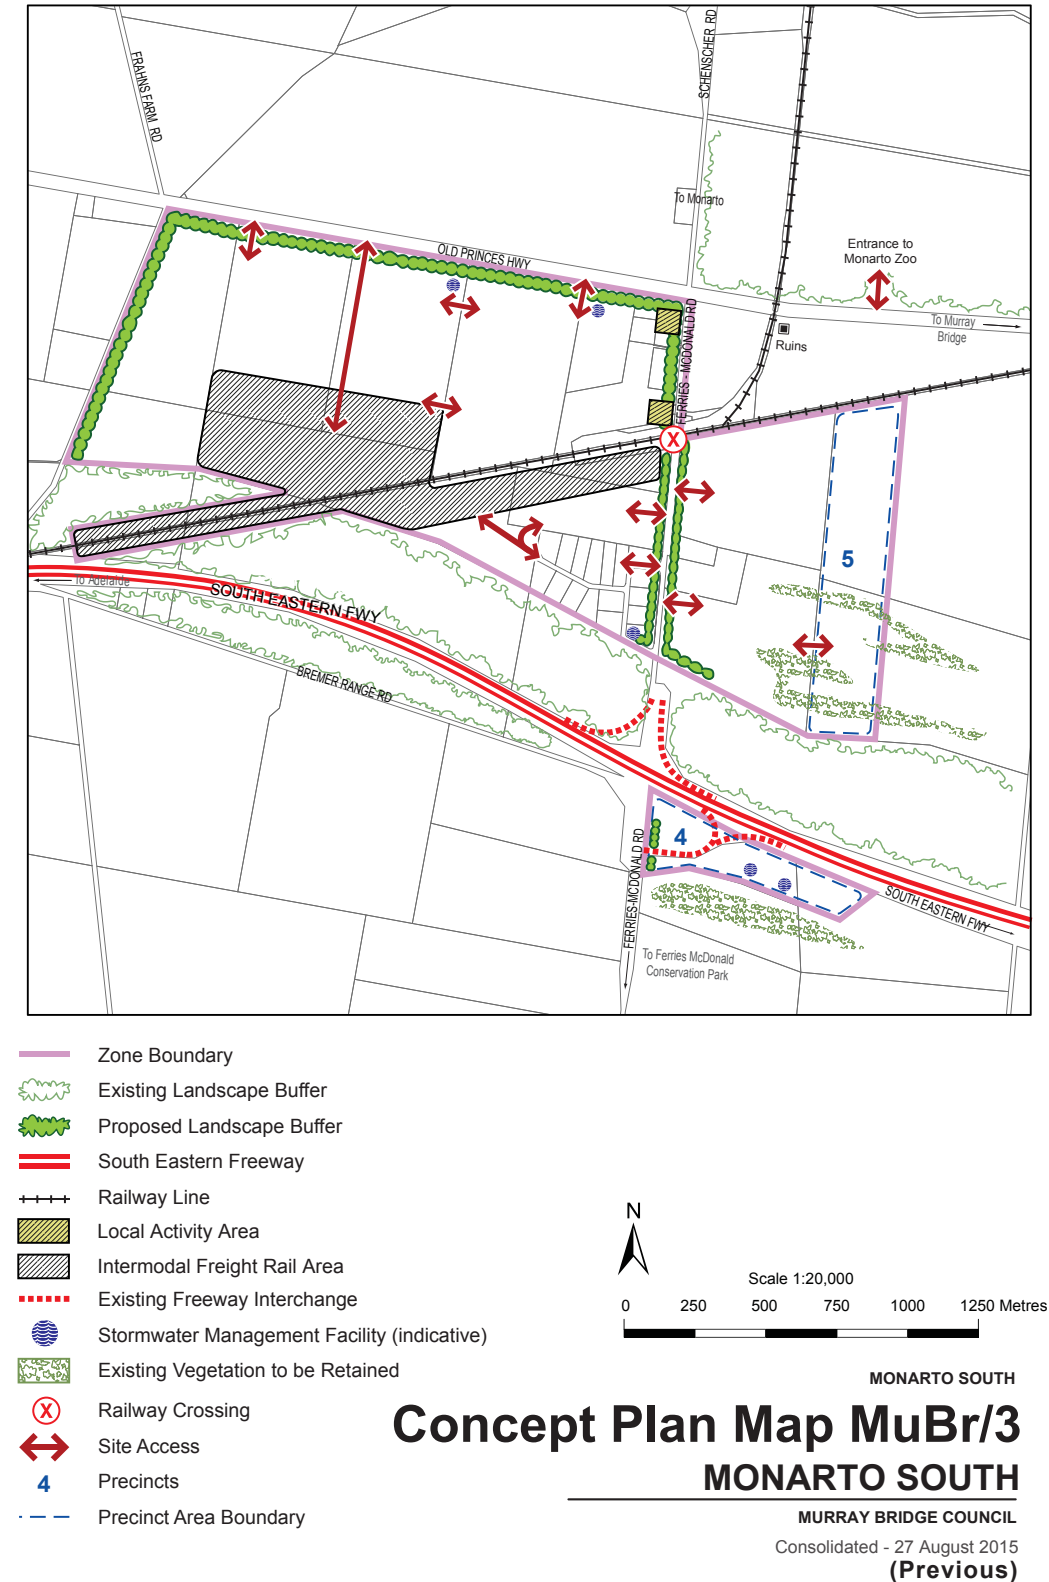 FRAHNS FARM RD
SCHENSCHER RD
To Monarto
Entrance to
Monarto Zoo
OLD PRINCES HWY
To Murray
Bridge
FERRIES - MCDONALD RD
Ruins
X
5
To Adelaide
SOUTH EASTERN FWY
BREMER RANGE RD
4
FERRIES-MCDONALD RD
SOUTH EASTERN FWY
To Ferries McDonald
Conservation Park
Zone Boundary
Existing Landscape Buffer
Proposed Landscape Buffer
South Eastern Freeway
Railway Line
Local Activity Area
Intermodal Freight Rail Area
Existing Freeway Interchange
Stormwater Management Facility (indicative)
Existing Vegetation to be Retained
X Railway Crossing
Site Access
4 Precincts
Precinct Area Boundary
N
Scale 1:20,000
0 250 500 750 1000 1250 Metres
MONARTO SOUTH
Concept Plan Map MuBr/3
MONARTO SOUTH
MURRAY BRIDGE COUNCIL
Consolidated - 27 August 2015
(Previous)